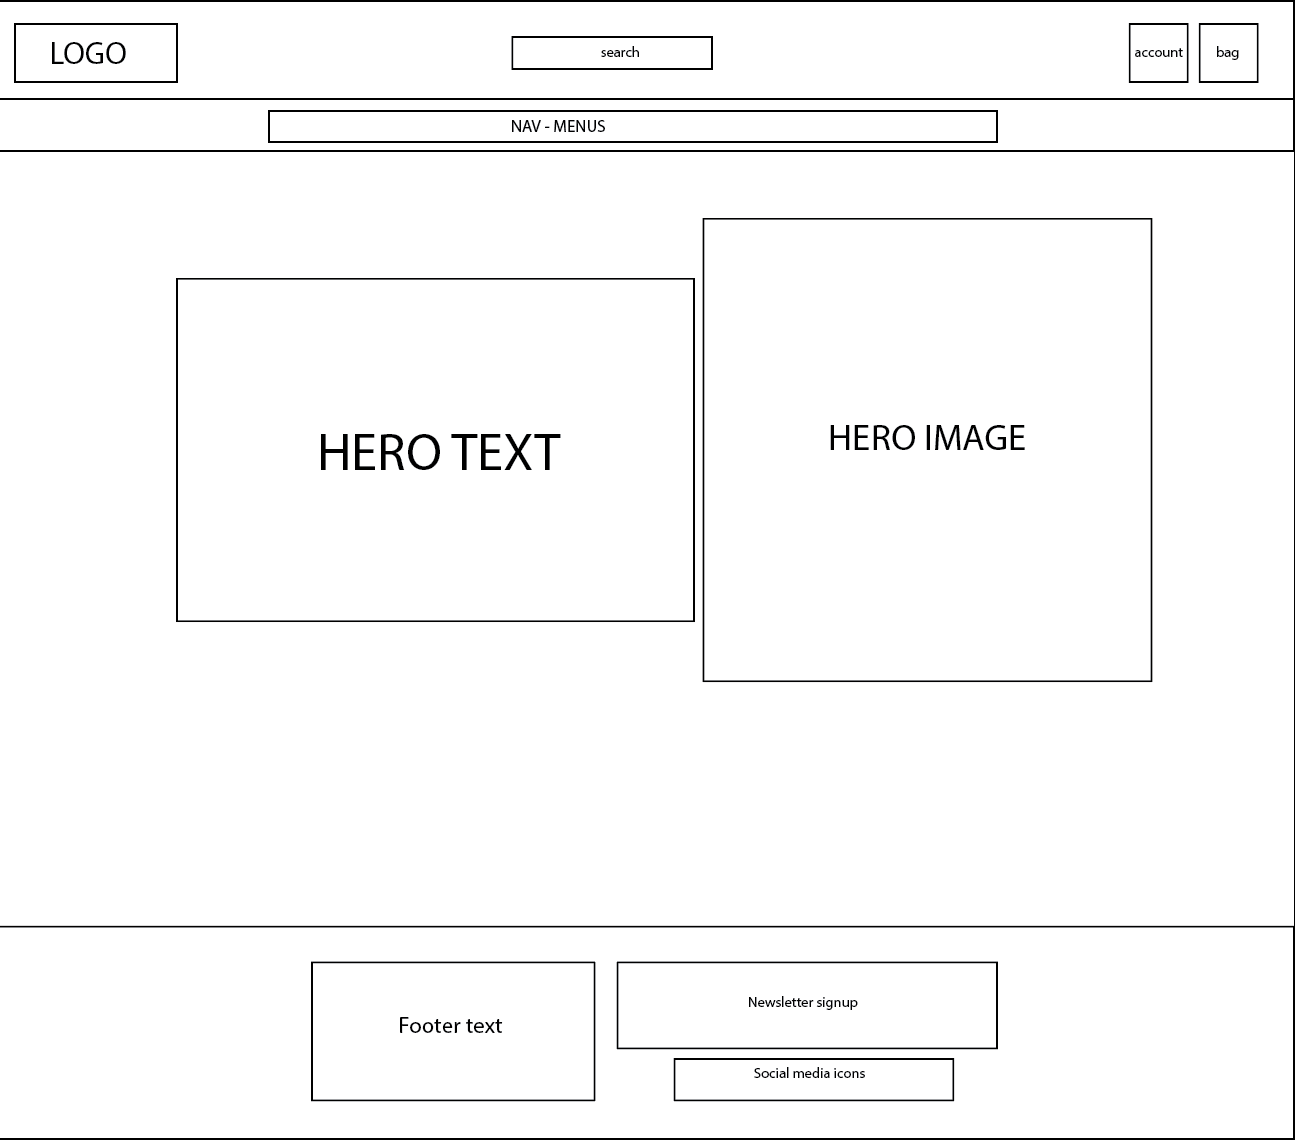 LOGO
search
account
bag
NAV - MENUS
HERO TEXT
HERO IMAGE
Footer text
Newsletter signup
Social media icons